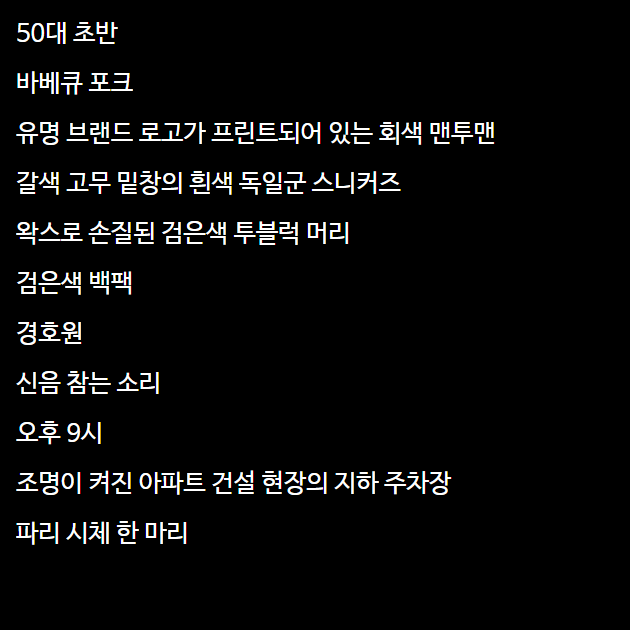 50대 초반
바베큐 포크
유명 브랜드 로고가 프린트되어 있는 회색 맨투맨
갈색 고무 밑창의 흰색 독일군 스니커즈
왁스로 손질된 검은색 투블럭 머리
검은색 백팩
경호원
신음 참는 소리
오후 9시
조명이 켜진 아파트 건설 현장의 지하 주차장
파리 시체 한 마리